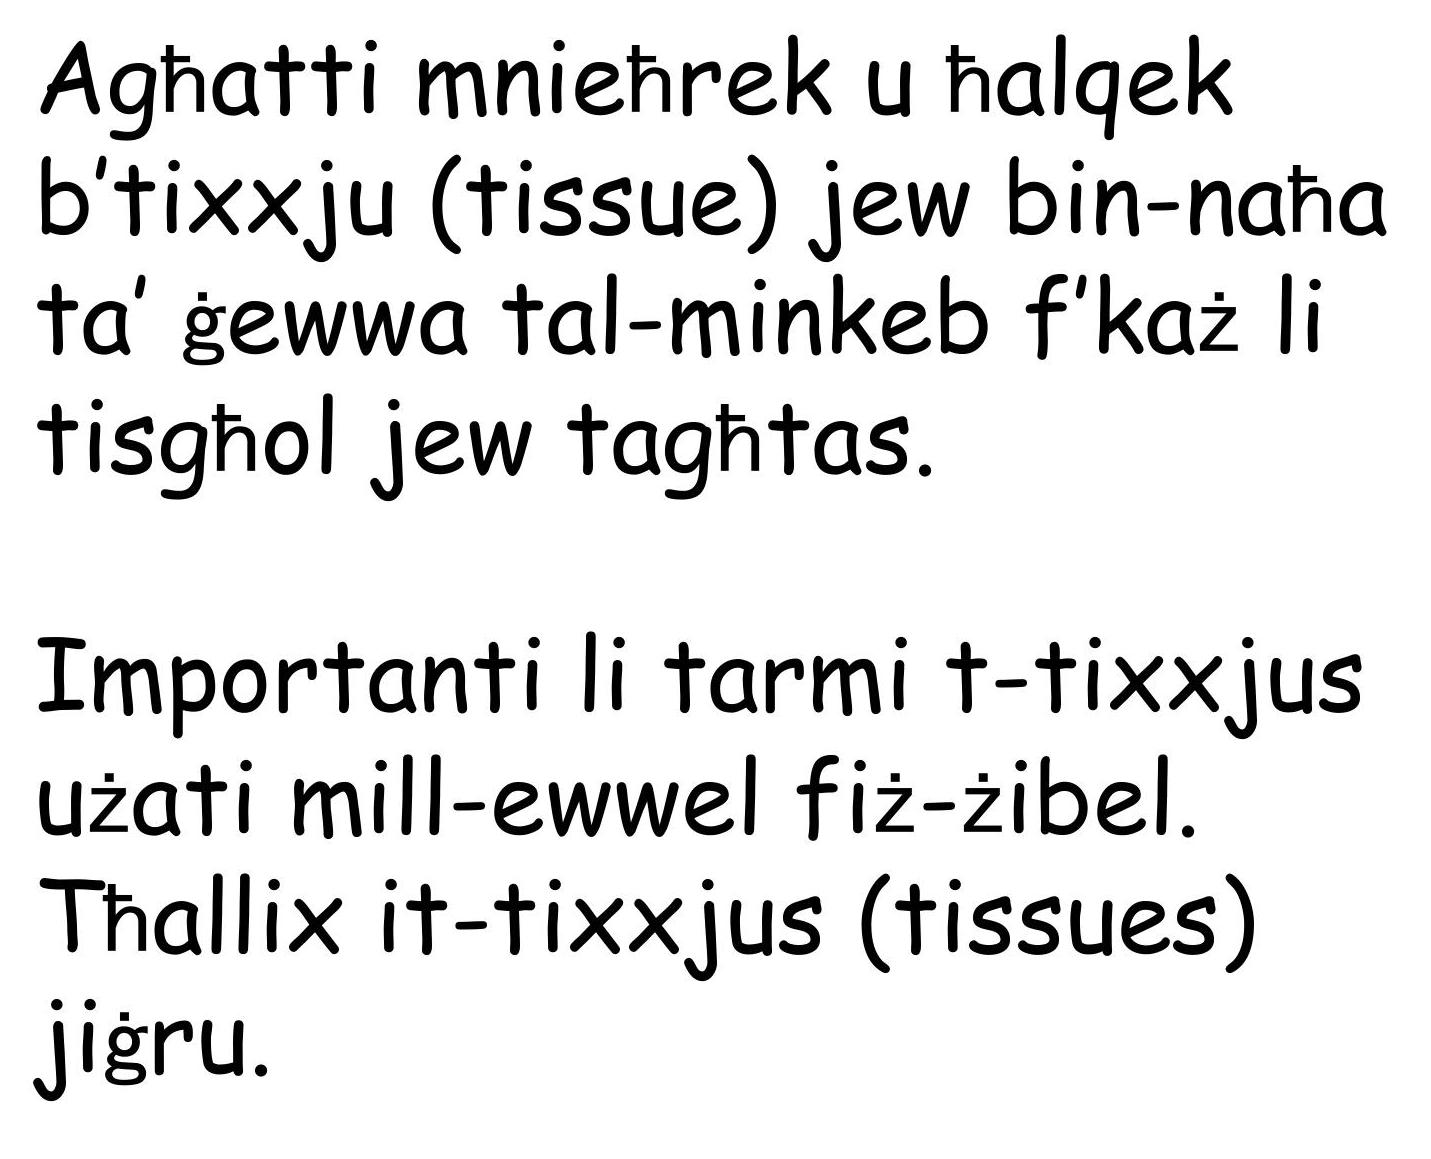 Agħatti mnieħrek u ħalqek
b'tixxju (tissue) jew bin-naħa
ta' ġewwa tal-minkeb f'każ li
tisgħol jew tagħtas.
Importanti li tarmi t-tixxjus
użati mill-ewwel fiż-żibel.
Tħallix it-tixxjus (tissues)
jiġru.